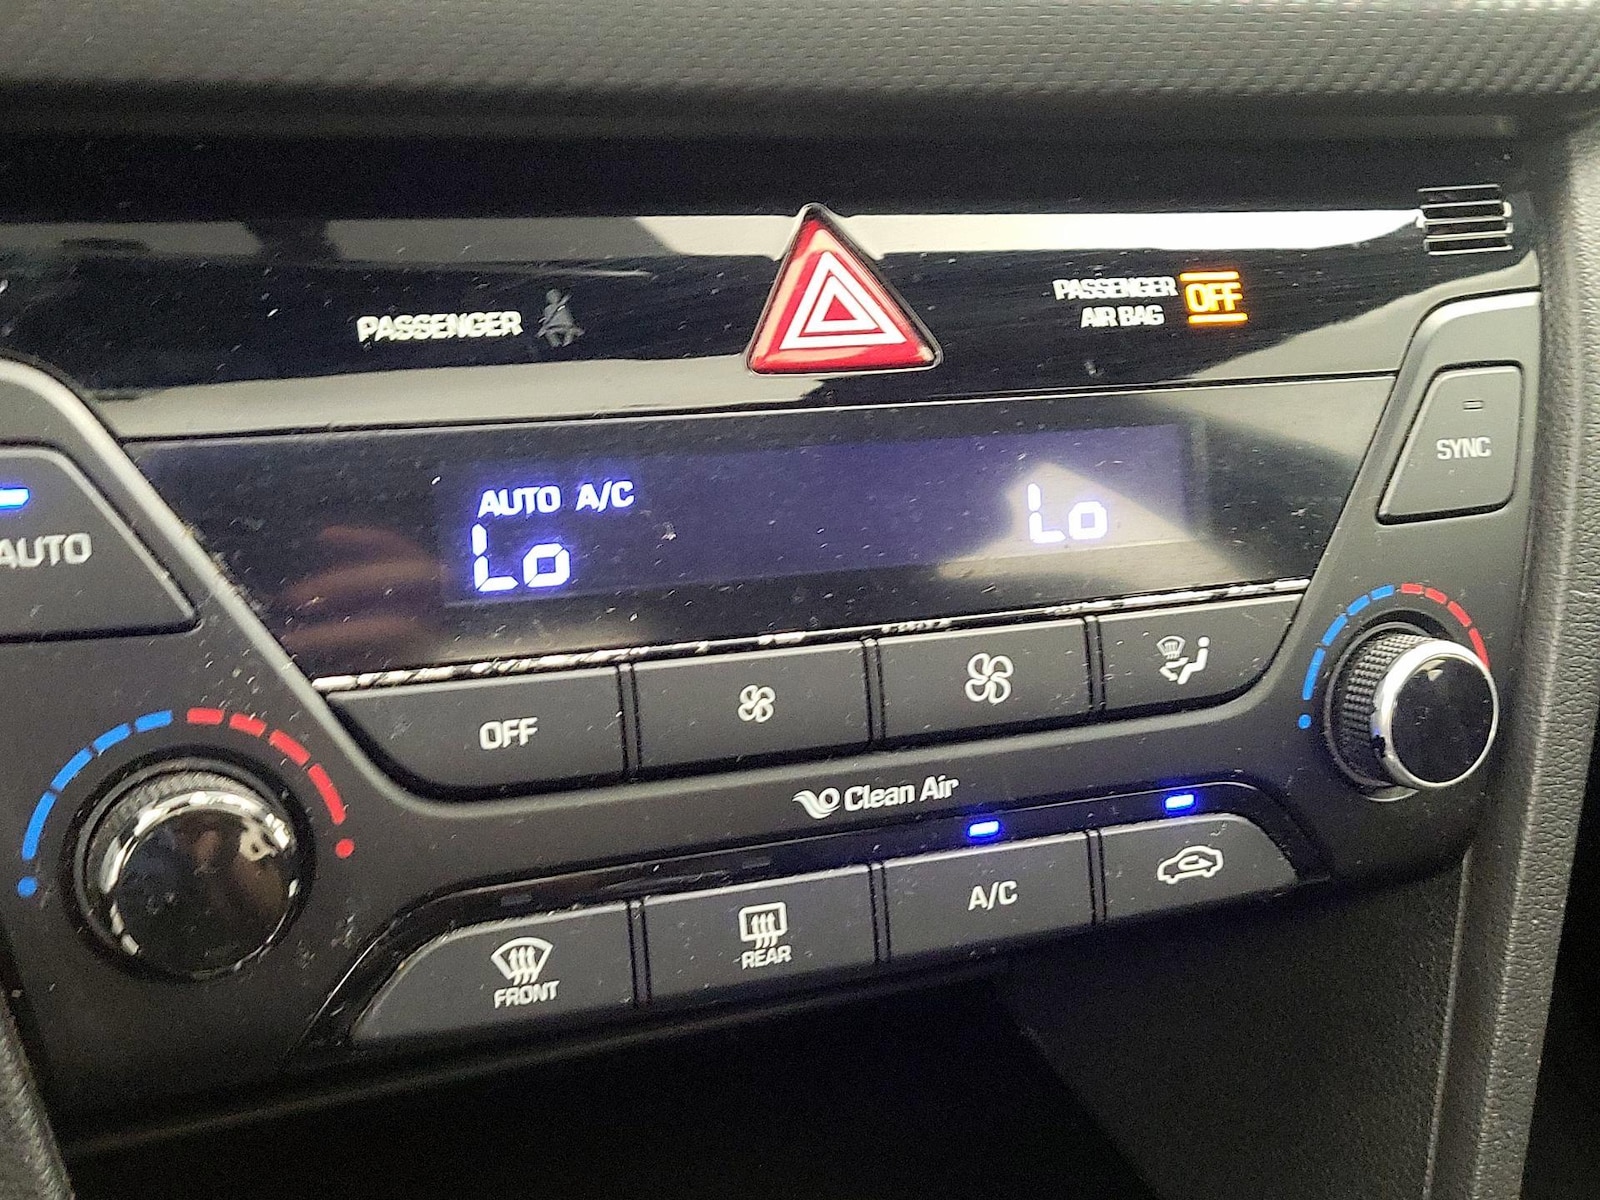 PASSENGER
PASSENGER
AIR BAG
OFF
SYNC
AUTO
AUTO A/C
Lo
Lo
OFF
Clean Air
FRONT
REAR
A/C